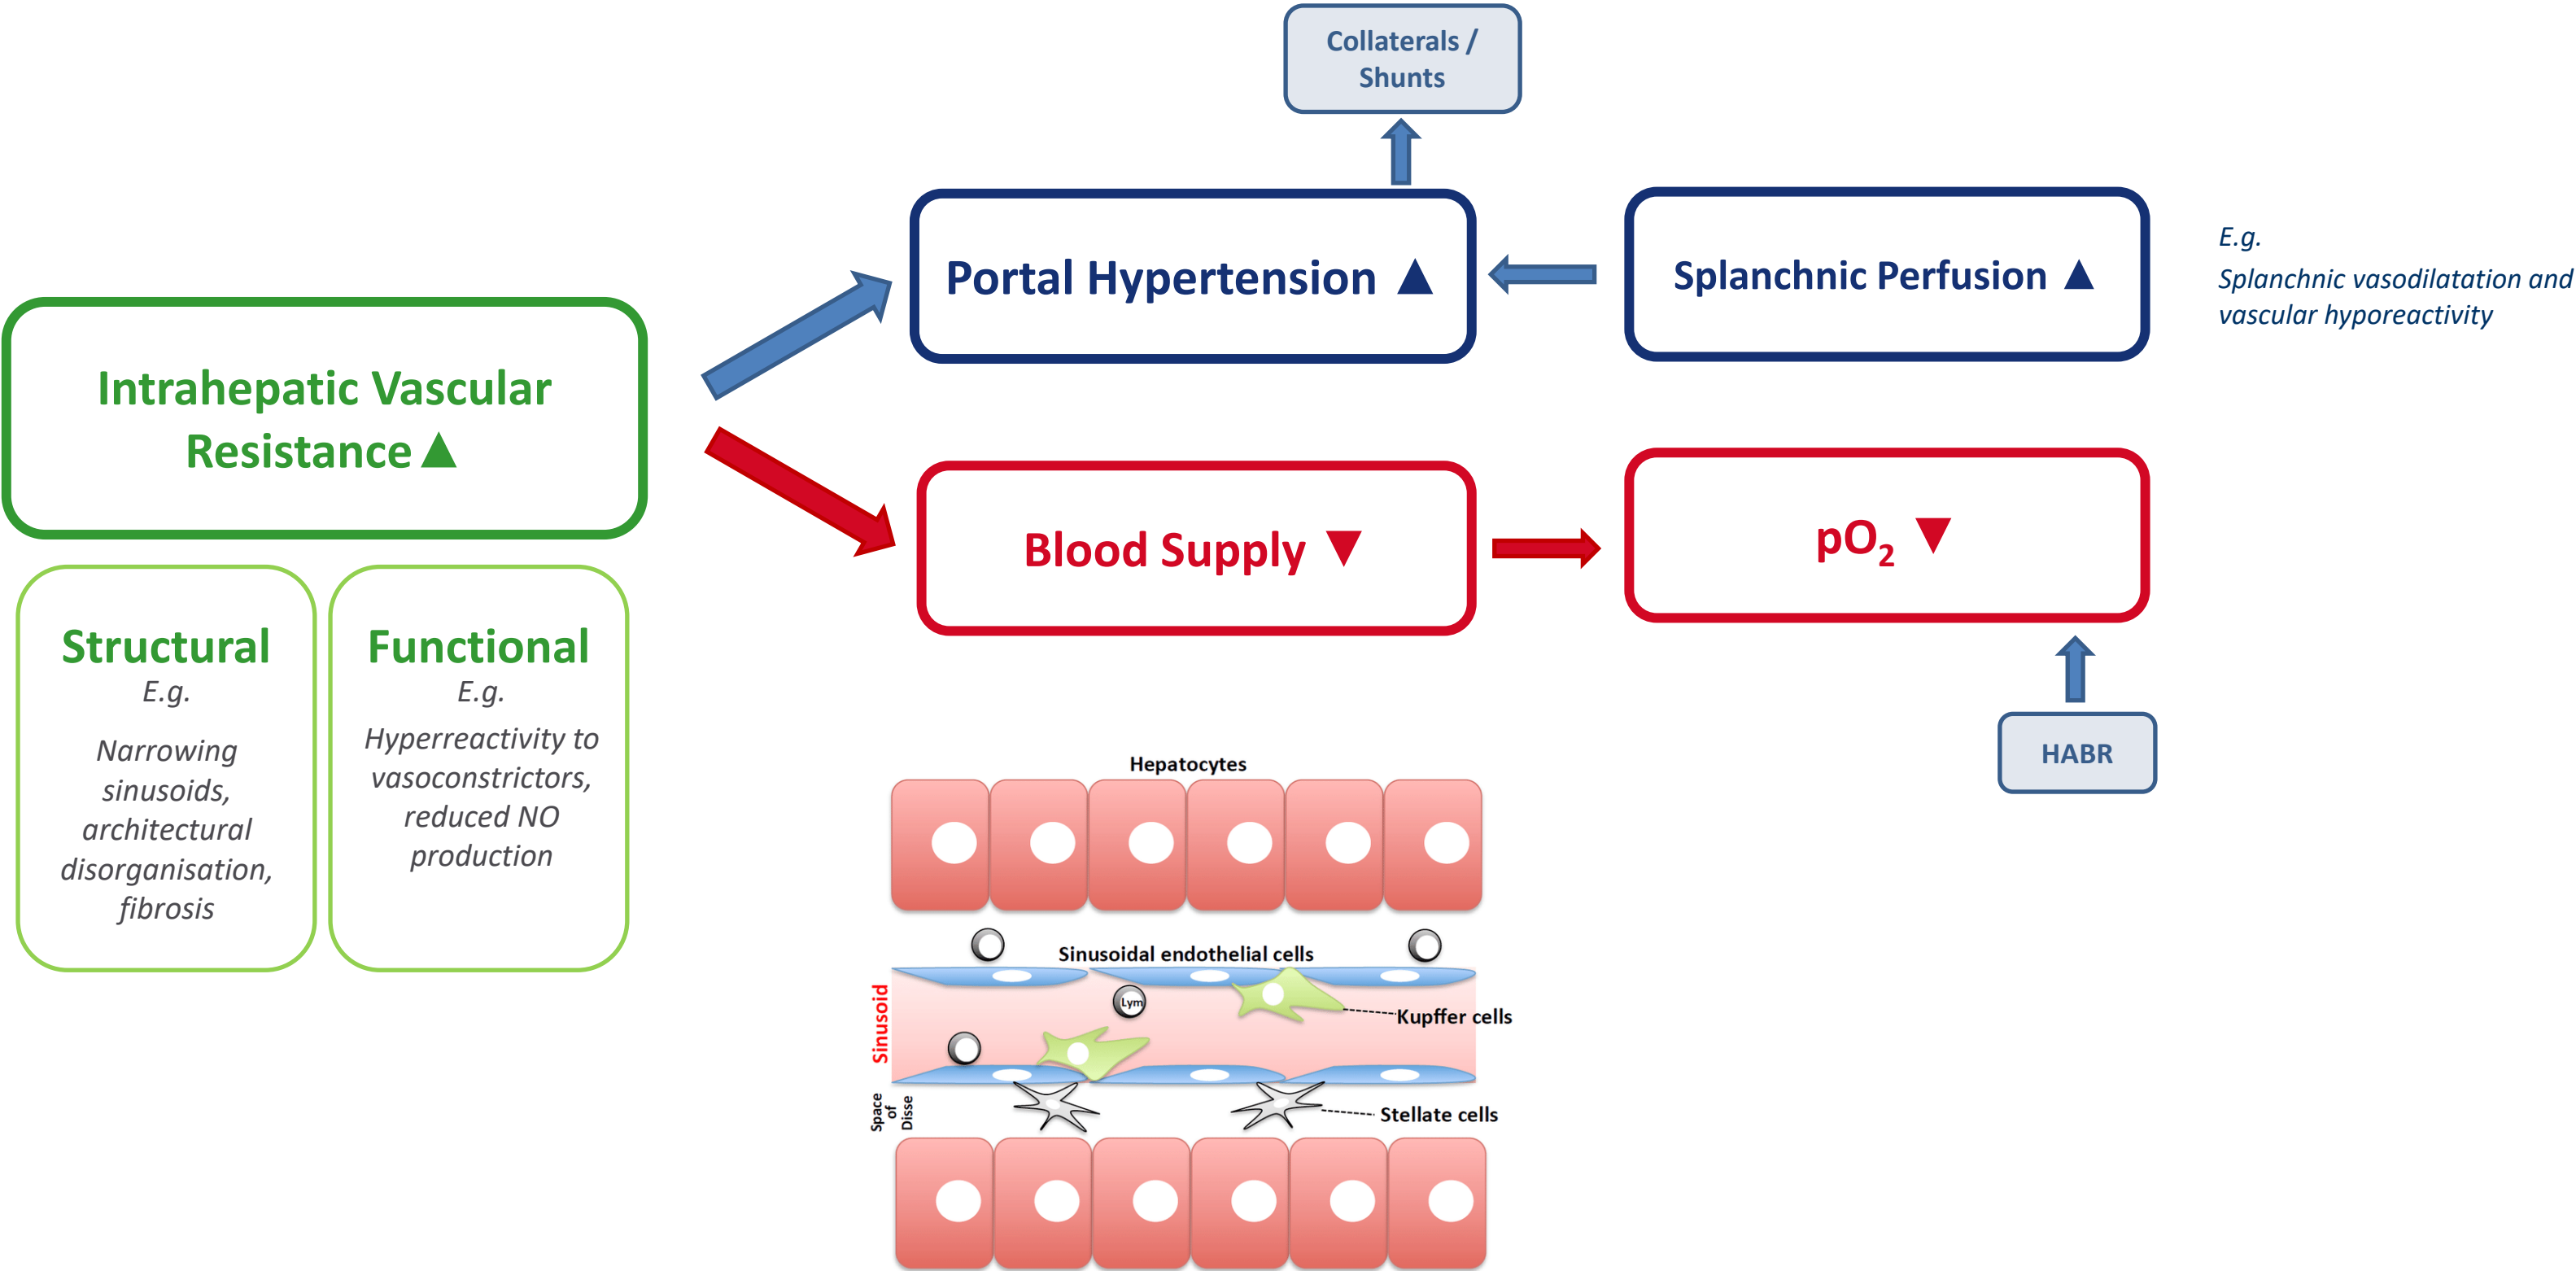 Collaterals /
Shunts
Portal Hypertension ▲
Splanchnic Perfusion ▲
E.g.
Splanchnic vasodilatation and
vascular hyporeactivity
Intrahepatic Vascular
Resistance ▲
Blood Supply ▼
pO₂ ▼
HABR
Structural
E.g.
Narrowing
sinusoids,
architectural
disorganisation,
fibrosis
Functional
E.g.
Hyperreactivity to
vasoconstrictors,
reduced NO
production
Hepatocytes
Sinusoidal endothelial cells
Lym
Sinusoid
Kupffer cells
Space
of
Disse
Stellate cells